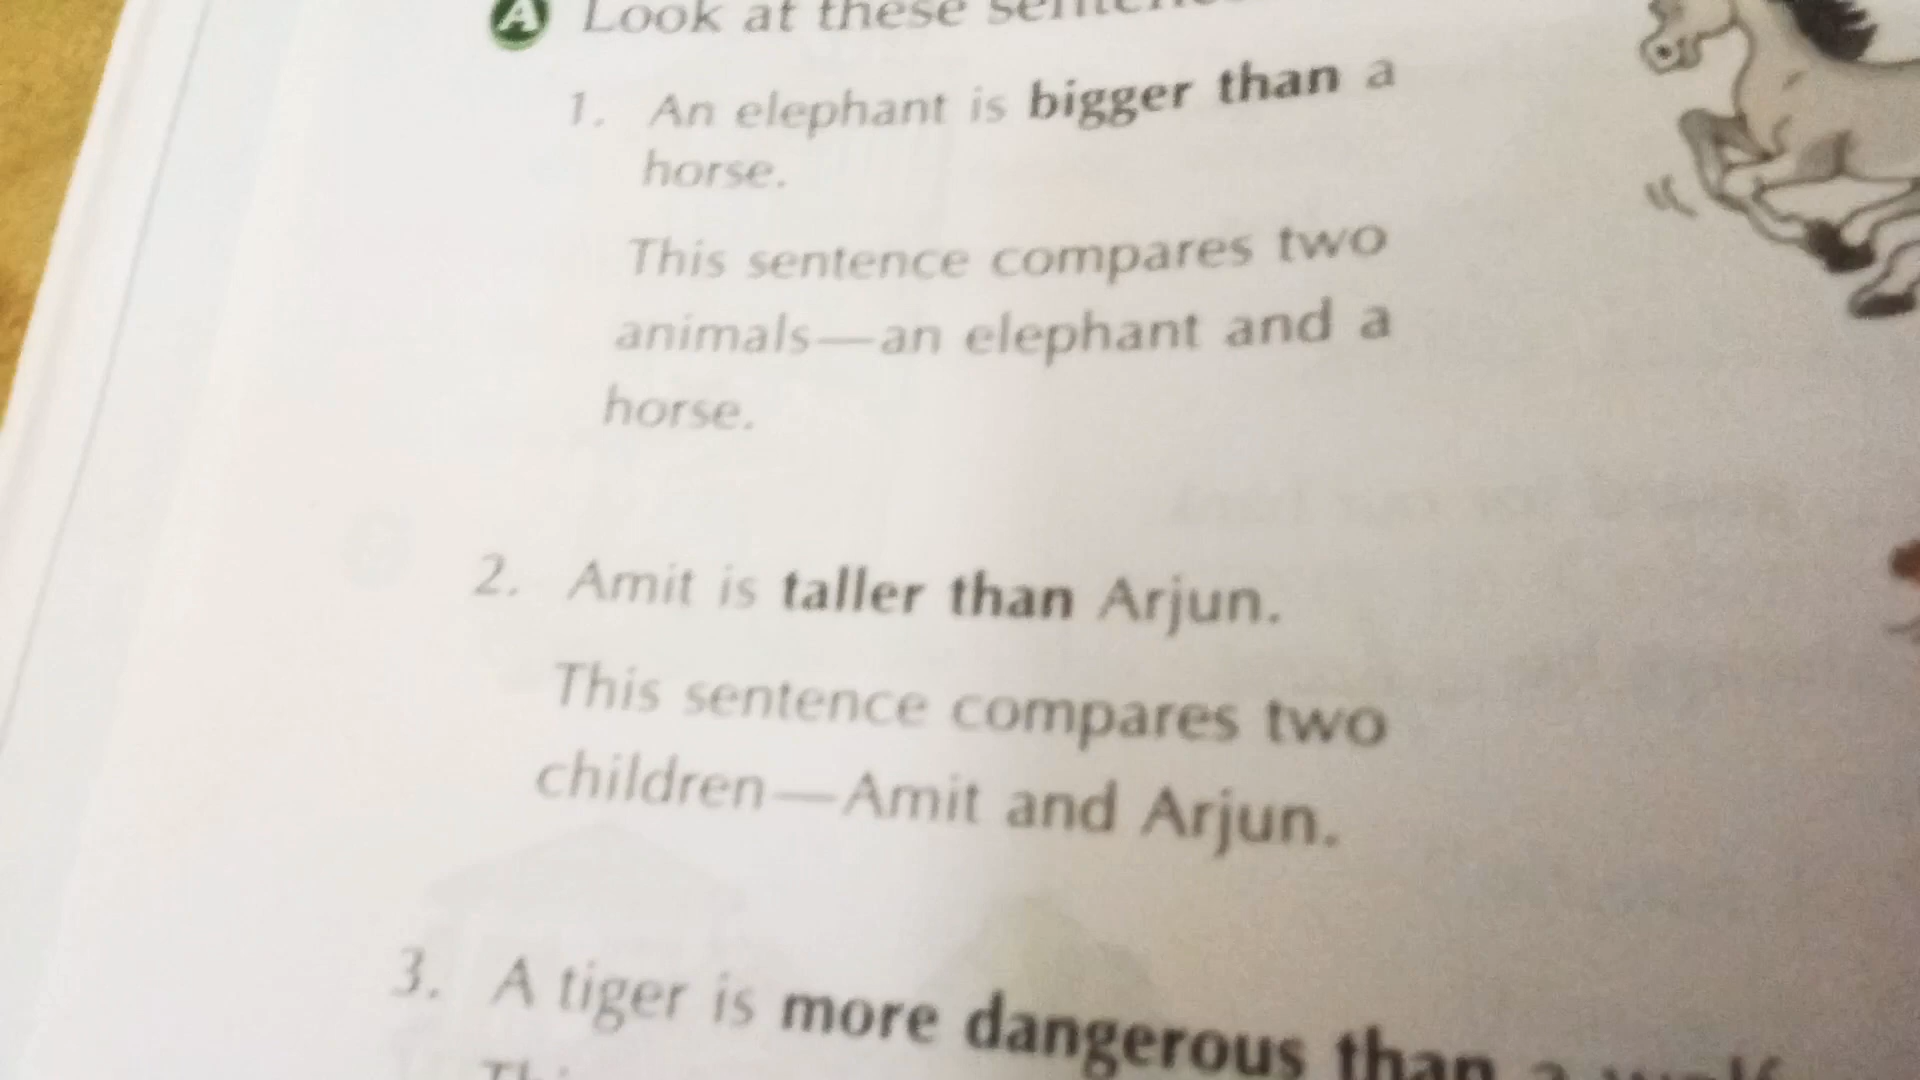 A Look at these
1. An elephant is bigger than a
horse.
This sentence compares two
animals—an elephant and a
horse.
2. Amit is taller than Arjun.
This sentence compares two
children—Amit and Arjun.
3. A tiger is more dangerous than a